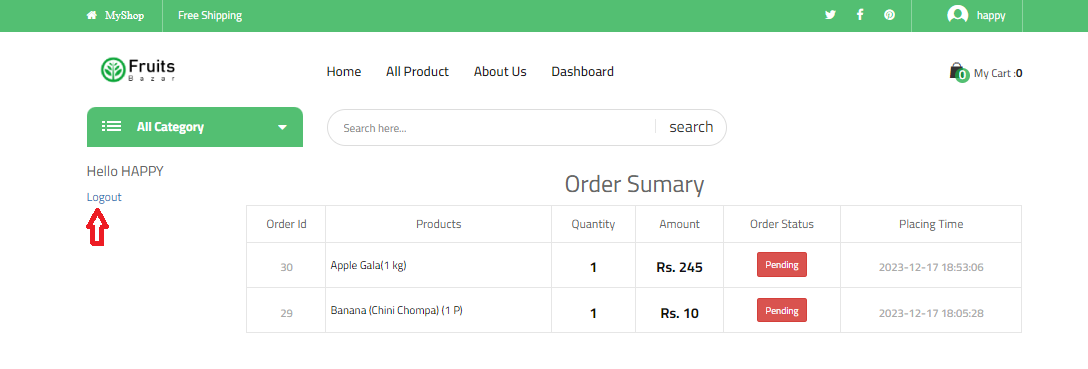 MyShop Free Shipping happy
Fruits
Bazar
Home All Product About Us Dashboard
0 My Cart :0
All Category
Search here... search
Hello HAPPY
Logout
Order Sumary
Order Id Products Quantity Amount Order Status Placing Time
30 Apple Gala(1 kg) 1 Rs. 245 Pending 2023-12-17 18:53:06
29 Banana (Chini Chompa) (1 P) 1 Rs. 10 Pending 2023-12-17 18:05:28